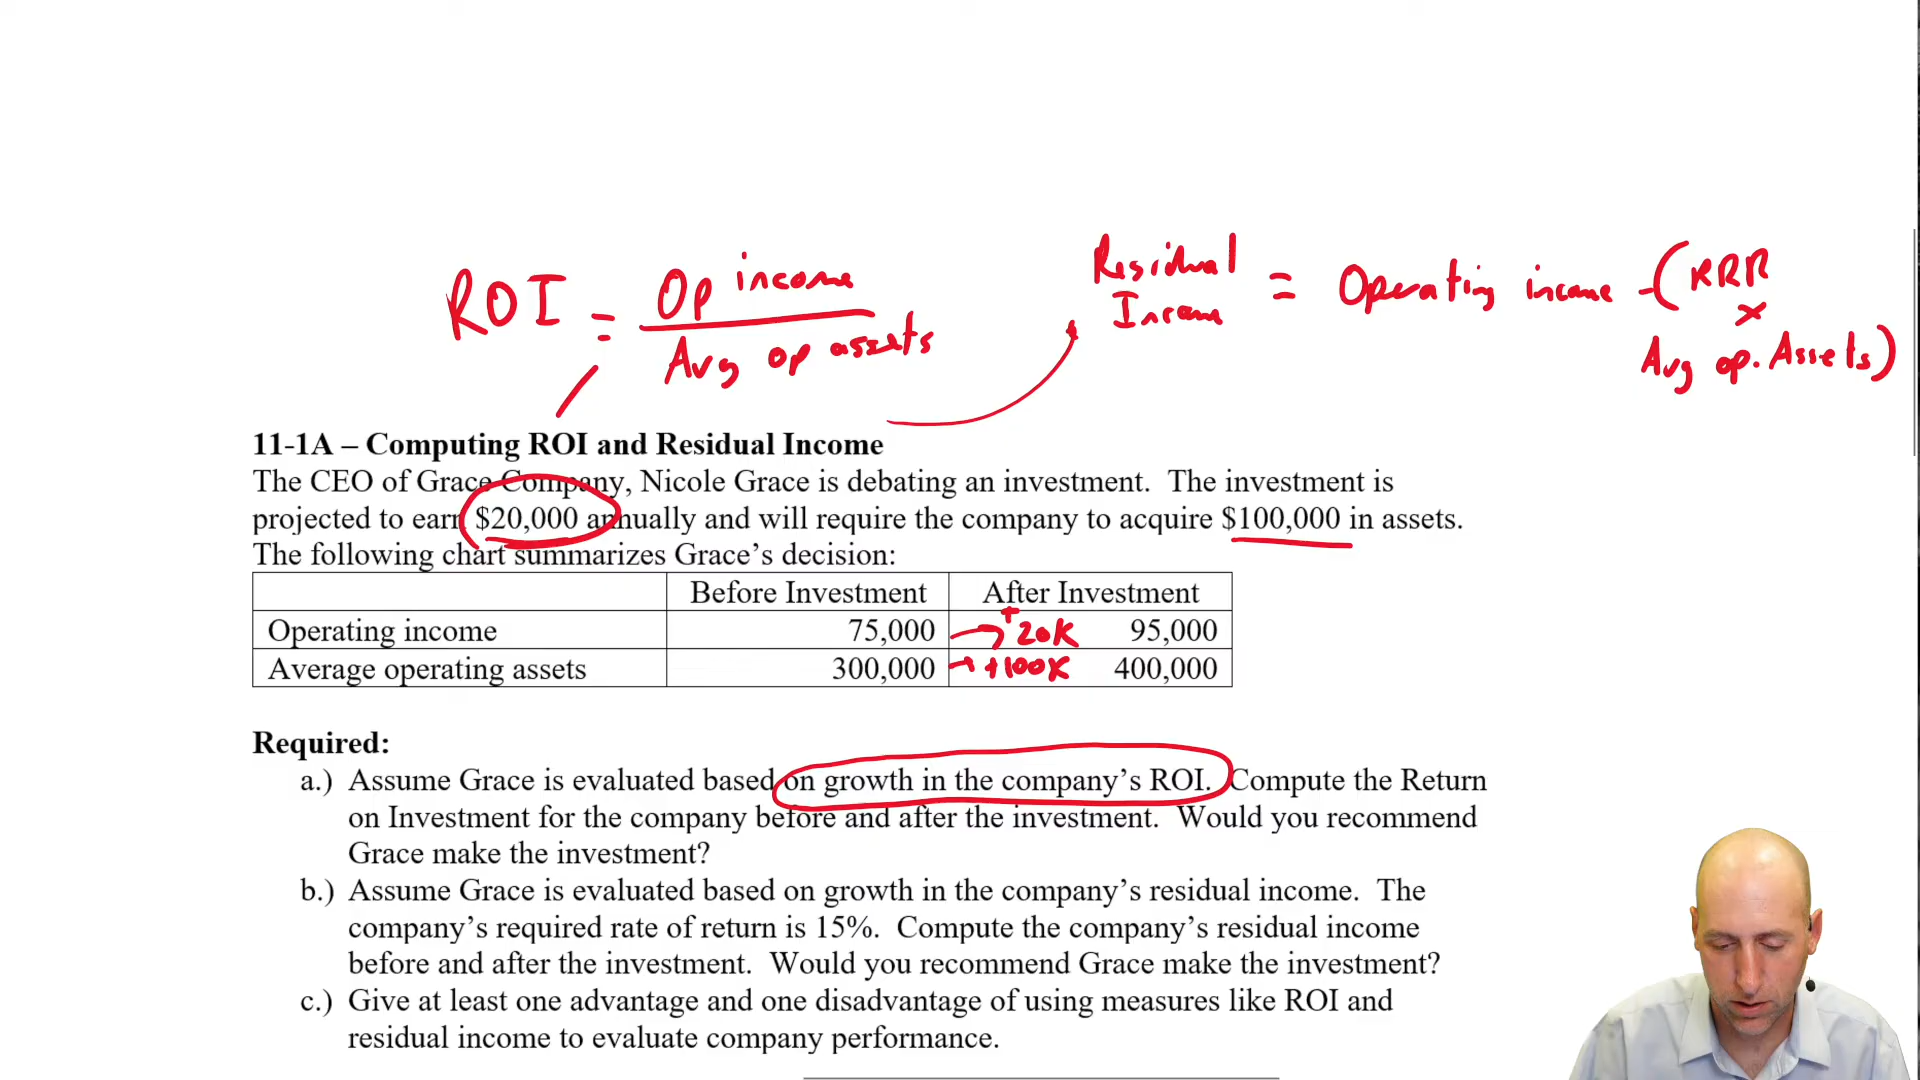 ROI = Op income
Avg op assets
Residual
Income = Operating income - (RRR
x
Avg op. Assets)
11-1A – Computing ROI and Residual Income
The CEO of Grace Company, Nicole Grace is debating an investment. The investment is
projected to earn $20,000 annually and will require the company to acquire $100,000 in assets.
The following chart summarizes Grace’s decision:
Before Investment After Investment
Operating income 75,000 +20K 95,000
Average operating assets 300,000 +100K 400,000
Required:
a.) Assume Grace is evaluated based on growth in the company’s ROI. Compute the Return
on Investment for the company before and after the investment. Would you recommend
Grace make the investment?
b.) Assume Grace is evaluated based on growth in the company’s residual income. The
company’s required rate of return is 15%. Compute the company’s residual income
before and after the investment. Would you recommend Grace make the investment?
c.) Give at least one advantage and one disadvantage of using measures like ROI and
residual income to evaluate company performance.